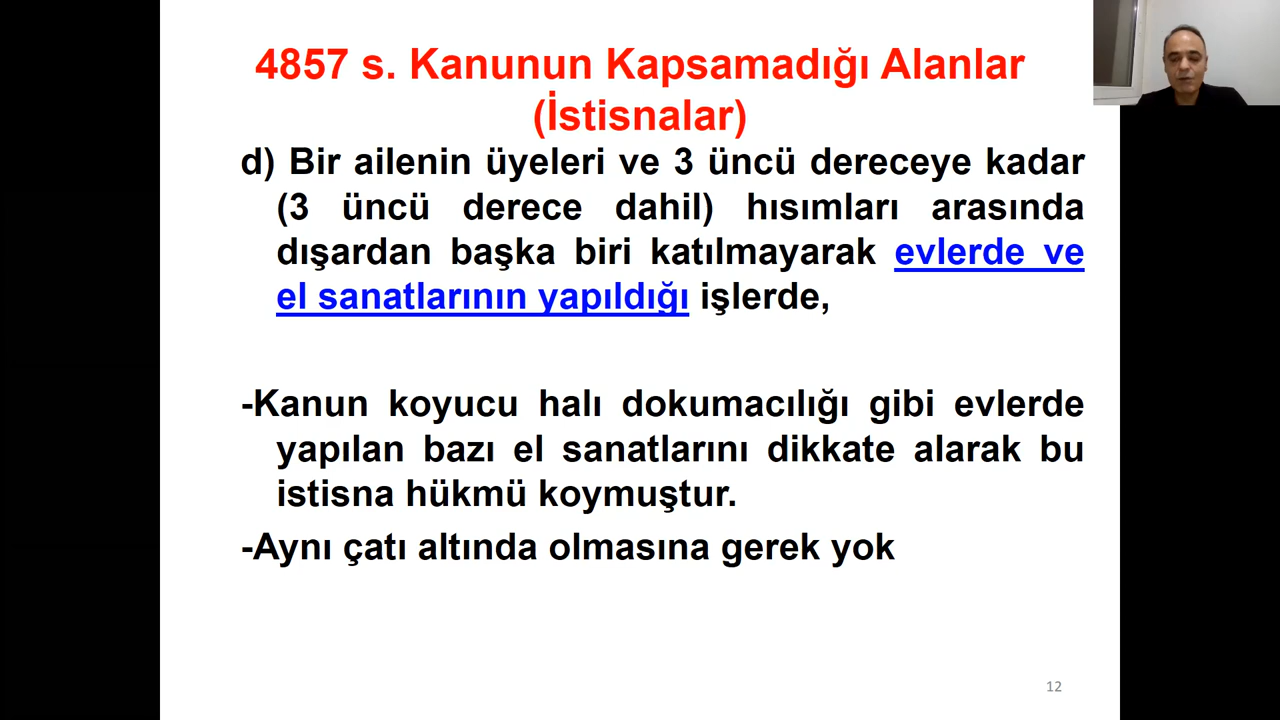 4857 s. Kanunun Kapsamadığı Alanlar
(İstisnalar)
d) Bir ailenin üyeleri ve 3 üncü dereceye kadar
(3 üncü derece dahil) hısımları arasında
dışardan başka biri katılmayarak evlerde ve
el sanatlarının yapıldığı işlerde,
-Kanun koyucu halı dokumacılığı gibi evlerde
yapılan bazı el sanatlarını dikkate alarak bu
istisna hükmü koymuştur.
-Aynı çatı altında olmasına gerek yok
12